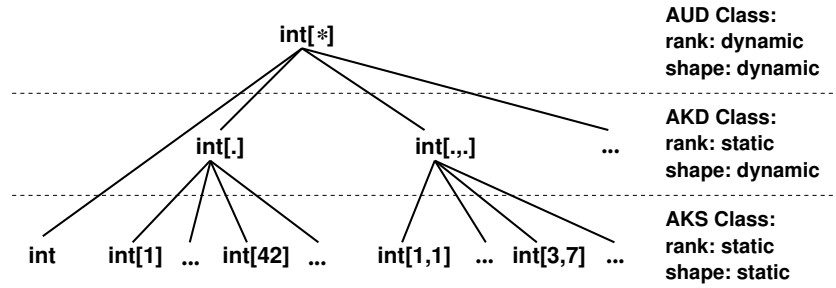 int[*]
AUD Class:
rank: dynamic
shape: dynamic
int[.]
int[.,.]
...
AKD Class:
rank: static
shape: dynamic
int
int[1]
...
int[42]
...
int[1,1]
...
int[3,7]
...
AKS Class:
rank: static
shape: static